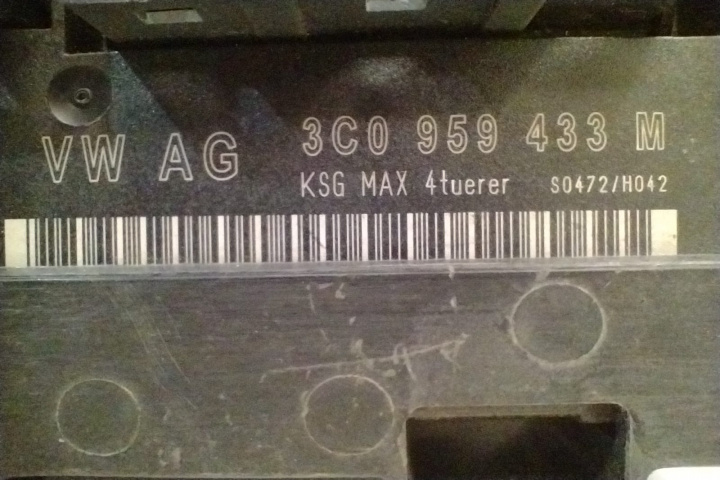 VW AG 3C0 959 433 M
KSG MAX 4tuerer S0472/H042